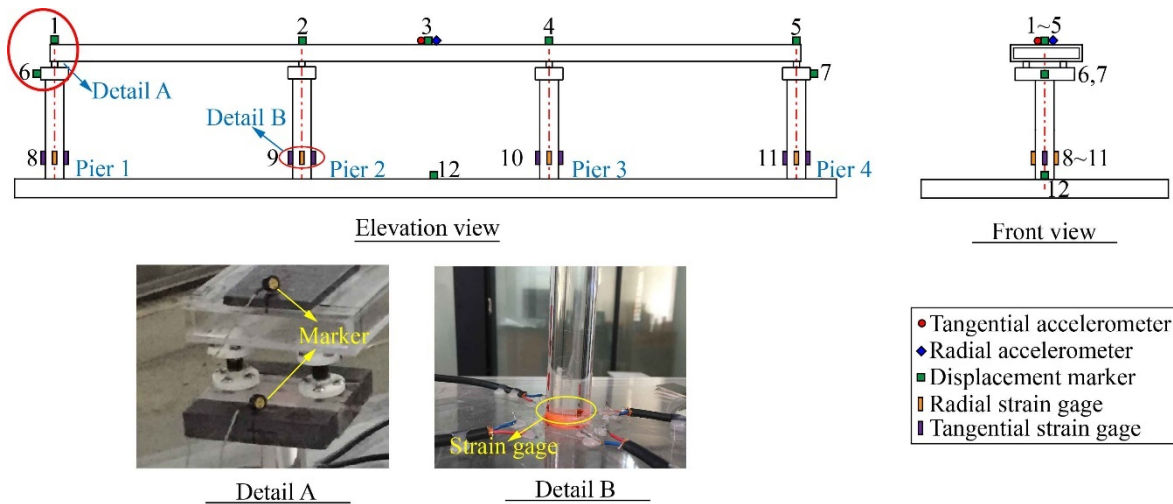 1 2 3 4 5 1~5
6 Detail A 7 6,7
Detail B
8 Pier 1 9 Pier 2 10 Pier 3 11 Pier 4 8~11
12 12
Elevation view Front view
Marker
Strain gage
Detail A Detail B
Tangential accelerometer
Radial accelerometer
Displacement marker
Radial strain gage
Tangential strain gage